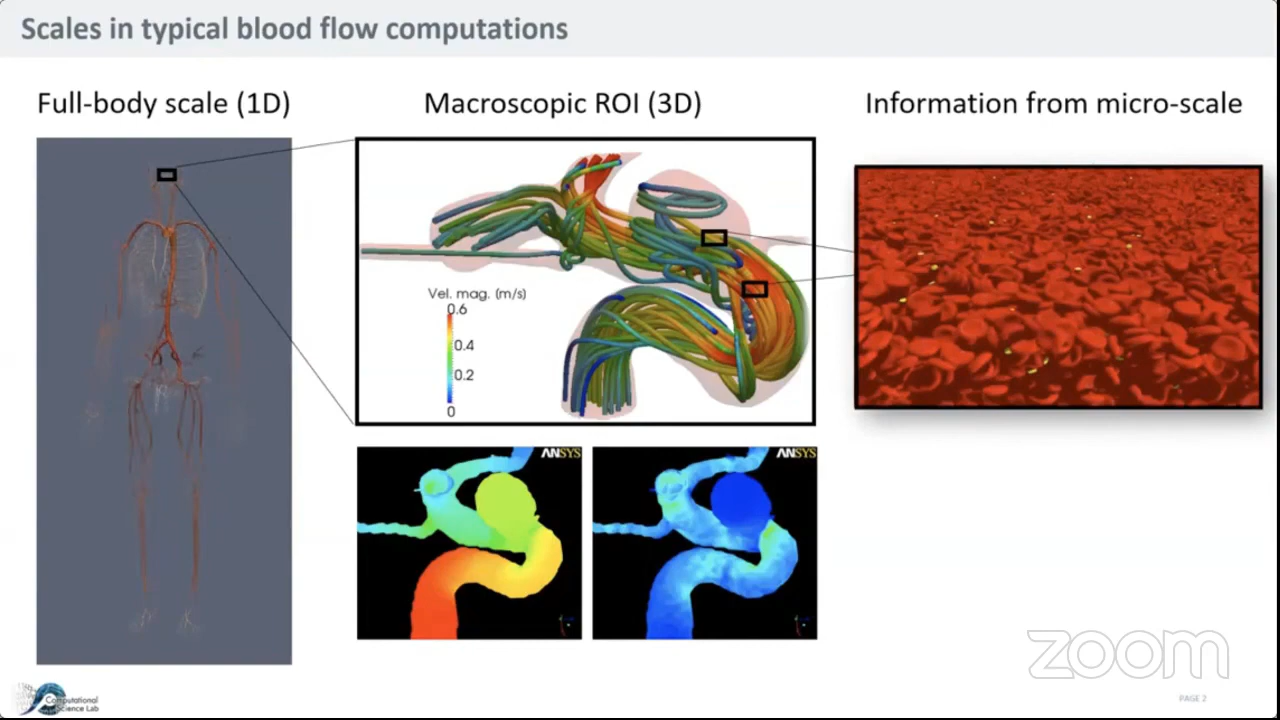 Scales in typical blood flow computations
Full-body scale (1D)
Macroscopic ROI (3D)
Information from micro-scale
Vel. mag. (m/s)
0.6
0.4
0.2
0
ANSYS
ANSYS
zoom
Computational
Science Lab
PAGE 2